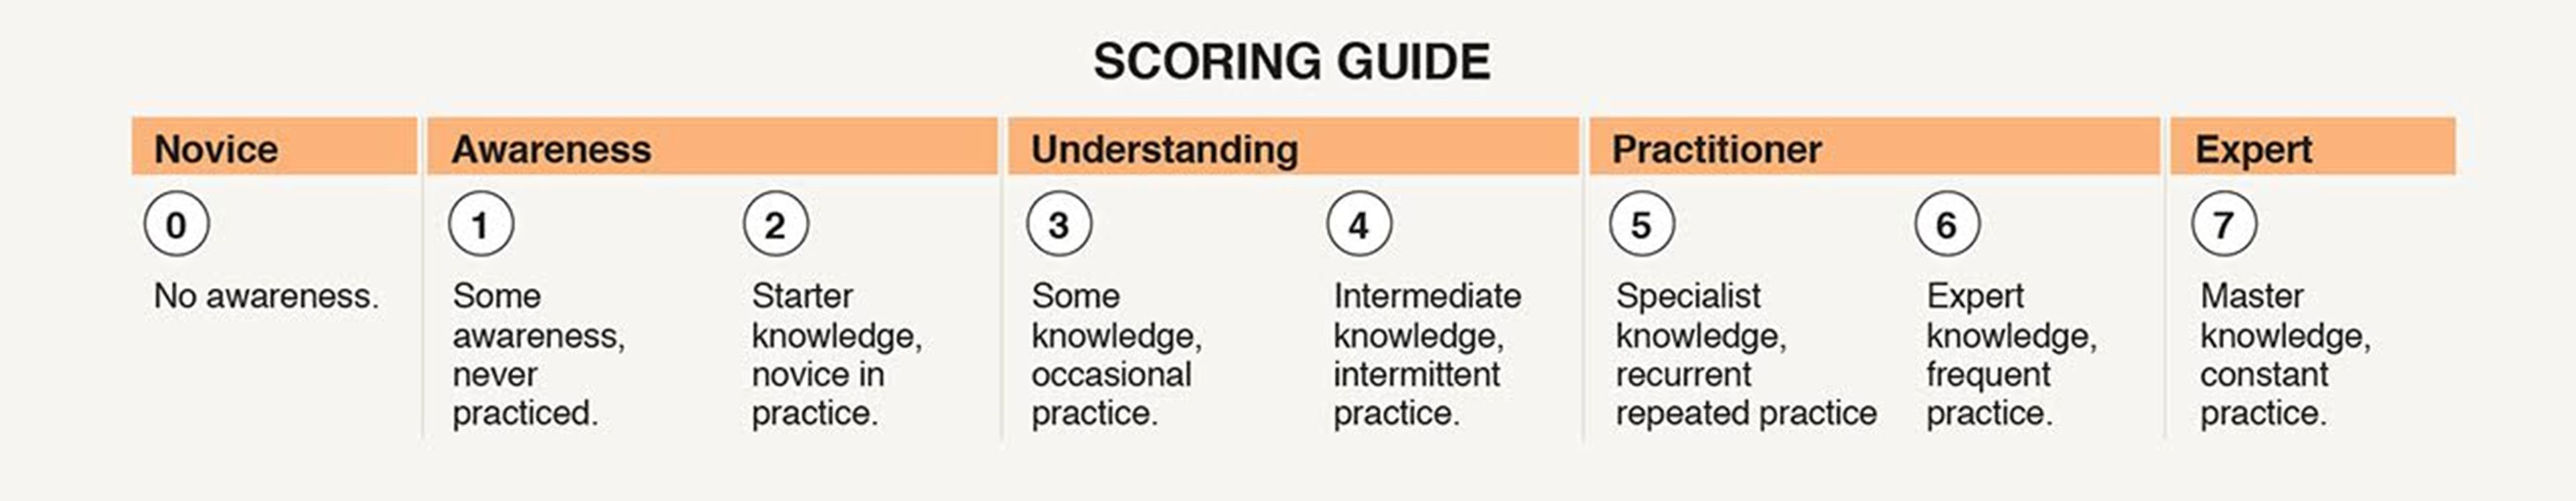 SCORING GUIDE
Novice
0
No awareness.
Awareness
1
Some
awareness,
never
practiced.
2
Starter
knowledge,
novice in
practice.
Understanding
3
Some
knowledge,
occasional
practice.
4
Intermediate
knowledge,
intermittent
practice.
Practitioner
5
Specialist
knowledge,
recurrent
repeated practice
6
Expert
knowledge,
frequent
practice.
Expert
7
Master
knowledge,
constant
practice.